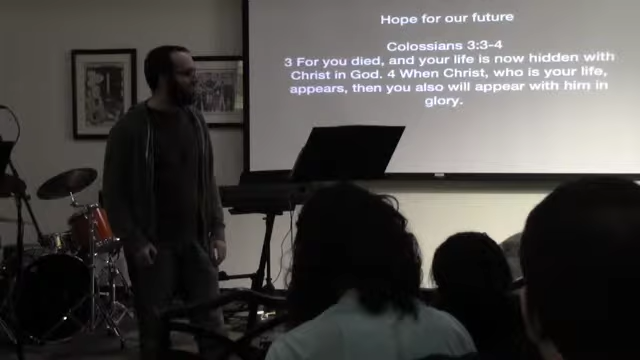 Hope for our future
Colossians 3:3-4
3 For you died, and your life is now hidden with
Christ in God. 4 When Christ, who is your life,
appears, then you also will appear with him in
glory.